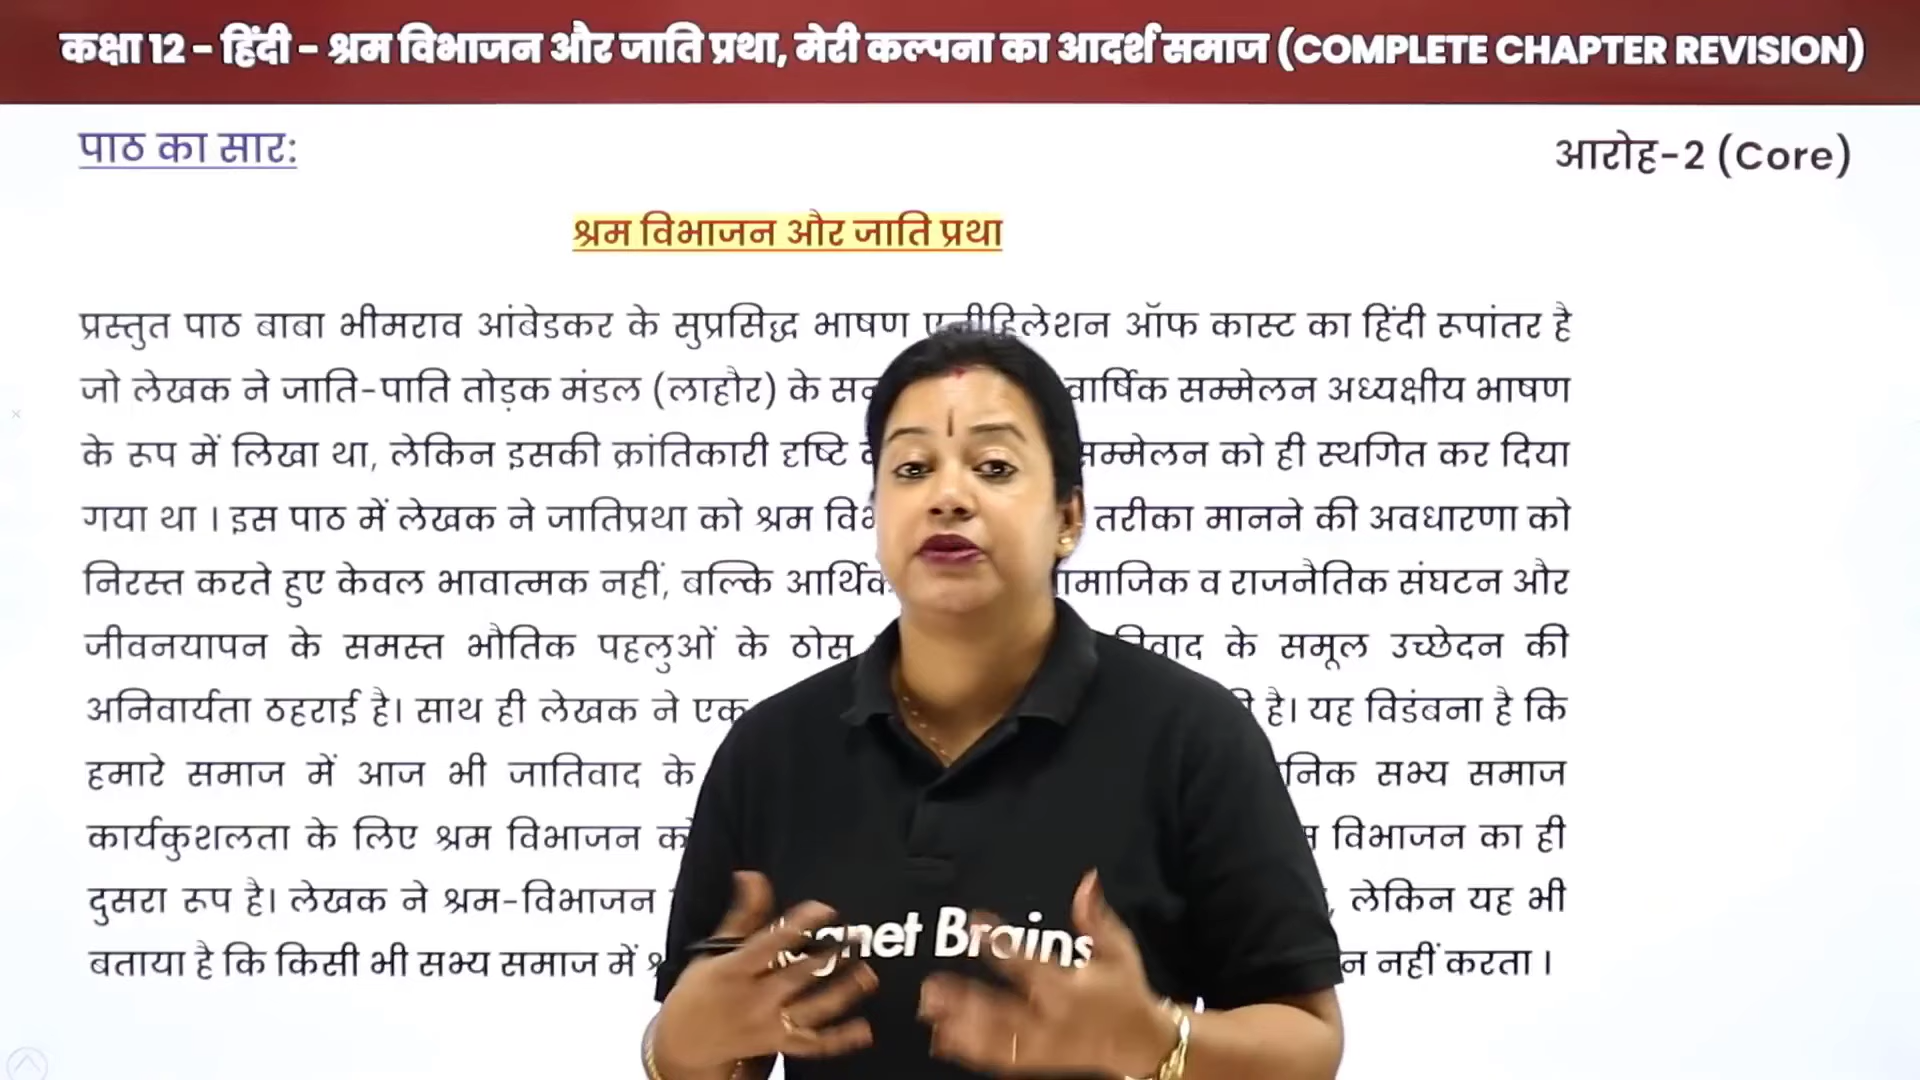 कक्षा 12 - हिंदी - श्रम विभाजन और जाति प्रथा, मेरी कल्पना का आदर्श समाज (COMPLETE CHAPTER REVISION)
पाठ का सार:
आरोह-2 (Core)
श्रम विभाजन और जाति प्रथा
प्रस्तुत पाठ बाबा भीमराव आंबेडकर के सुप्रसिद्ध भाषण ऑफ कास्ट का हिंदी रूपांतर है
जो लेखक ने जाति-पाति तोड़क मंडल (लाहौर) के वार्षिक सम्मेलन अध्यक्षीय भाषण
के रूप में लिखा था, लेकिन इसकी क्रांतिकारी दृष्टि सम्मेलन को ही स्थगित कर दिया
गया था । इस पाठ में लेखक ने जातिप्रथा को श्रम तरीका मानने की अवधारणा को
निरस्त करते हुए केवल भावात्मक नहीं, बल्कि व राजनैतिक संघटन और
जीवनयापन के समस्त भौतिक पहलुओं के ठोस के समूल उच्छेदन की
अनिवार्यता ठहराई है। साथ ही लेखक ने एक है। यह विडंबना है कि
हमारे समाज में आज भी जातिवाद के सभ्य समाज
कार्यकुशलता के लिए श्रम विभाजन विभाजन का ही
दुसरा रूप है। लेखक ने श्रम-विभाजन लेकिन यह भी
बताया है कि किसी भी सभ्य समाज में नहीं करता ।
Brains